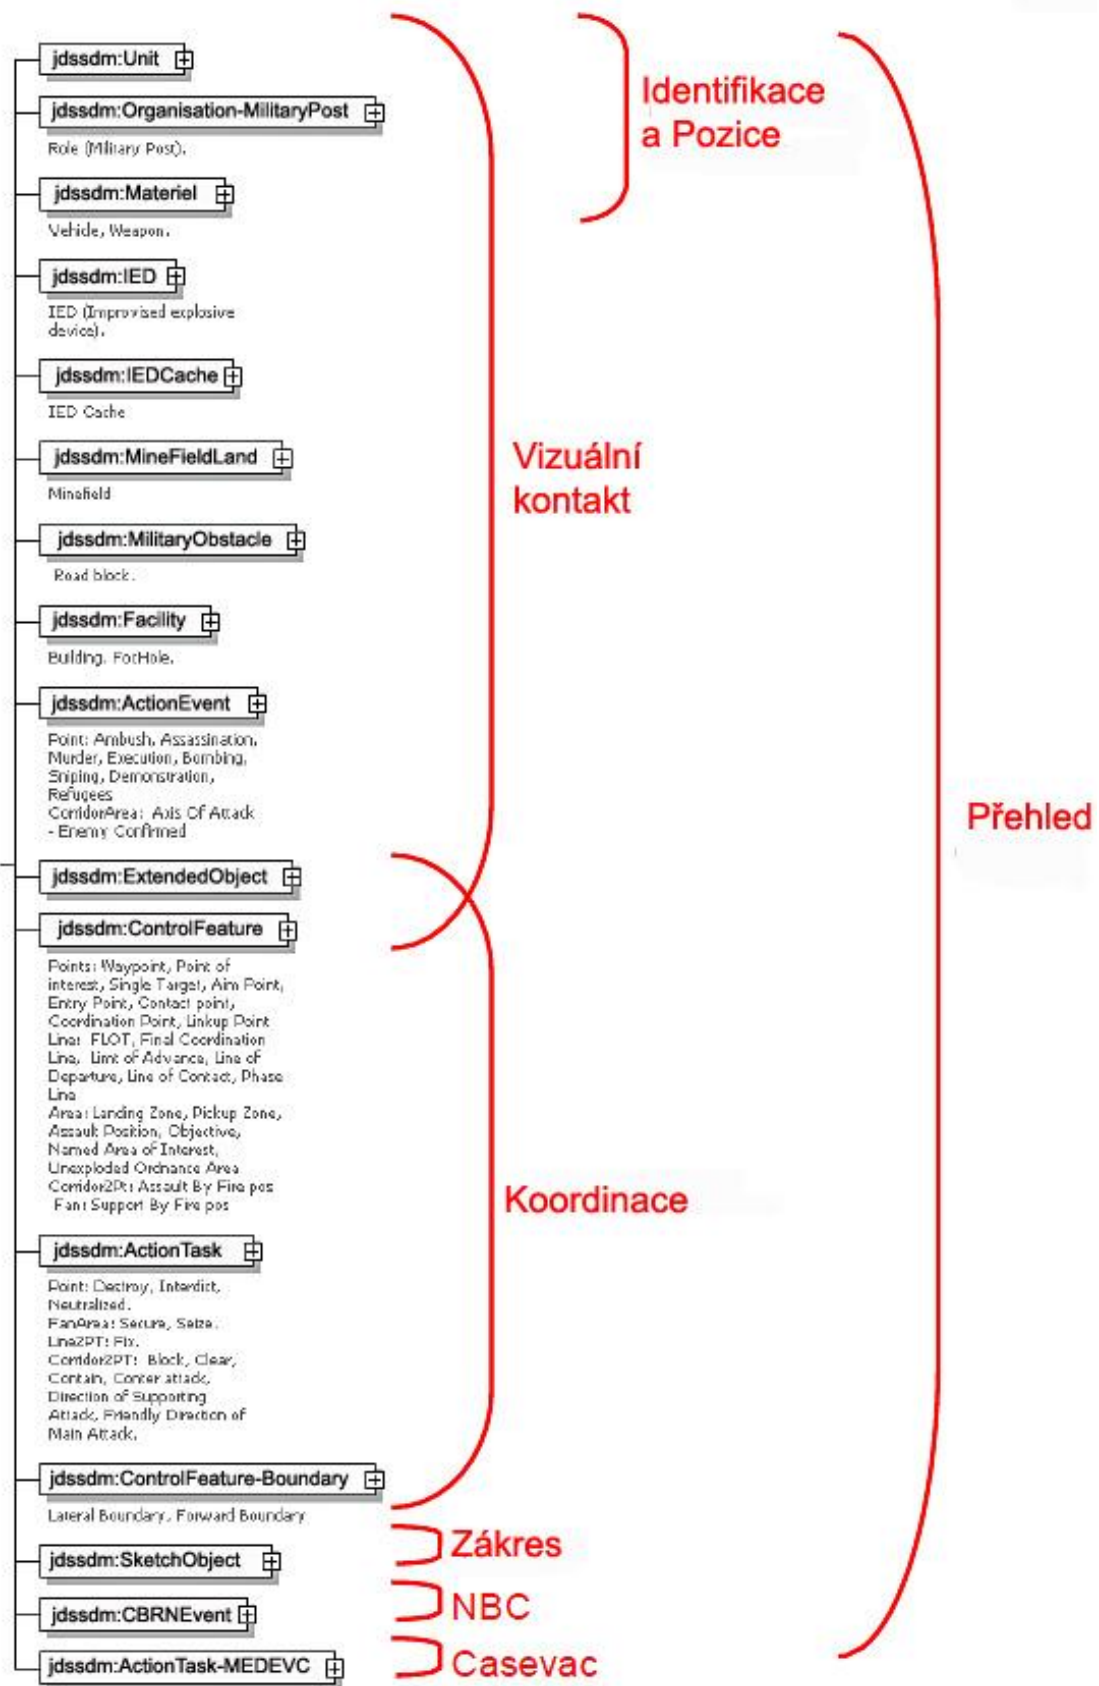 jdssdm:Unit
jdssdm:Organisation-MilitaryPost
Role (Military Post).
jdssdm:Materiel
Vehicle, Weapon.
jdssdm:IED
IED (Improvised explosive
device).
jdssdm:IEDCache
IED Cache
jdssdm:MineFieldLand
Minefield
jdssdm:MilitaryObstacle
Road block.
jdssdm:Facility
Building. FoxHole.
jdssdm:ActionEvent
Point: Ambush, Assassination,
Murder, Execution, Bombing,
Sniping, Demonstration,
Refugees
CorridorArea: Axis Of Attack
- Enemy Confirmed
jdssdm:ExtendedObject
jdssdm:ControlFeature
Points: Waypoint, Point of
interest, Single Target, Aim Point,
Entry Point, Contact point,
Coordination Point, Linkup Point
Line: FLOT, Final Coordination
Line, Limt of Advance, Line of
Departure, Line of Contact, Phase
Line
Area: Landing Zone, Pickup Zone,
Assault Position, Objective,
Named Area of Interest,
Unexploded Ordnance Area
Corridor2Pt: Assault By Fire pos
Fan: Support By Fire pos
jdssdm:ActionTask
Point: Destroy, Interdict,
Neutralized.
FanArea: Secure, Seize.
Line2PT: Fix.
Corridor2PT: Block, Clear,
Contain, Conter attack,
Direction of Supporting
Attack, Friendly Direction of
Main Attack.
jdssdm:ControlFeature-Boundary
Lateral Boundary, Forward Boundary
jdssdm:SketchObject
jdssdm:CBRNEvent
jdssdm:ActionTask-MEDEVC
Identifikace
a Pozice
Vizuální
kontakt
Přehled
Koordinace
Zákres
NBC
Casevac